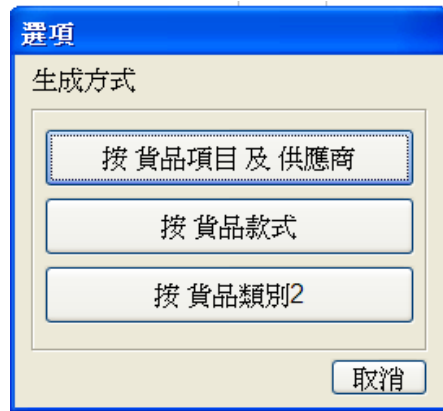 選項
生成方式
按 貨品項目 及 供應商
按 貨品款式
按 貨品類別2
取消